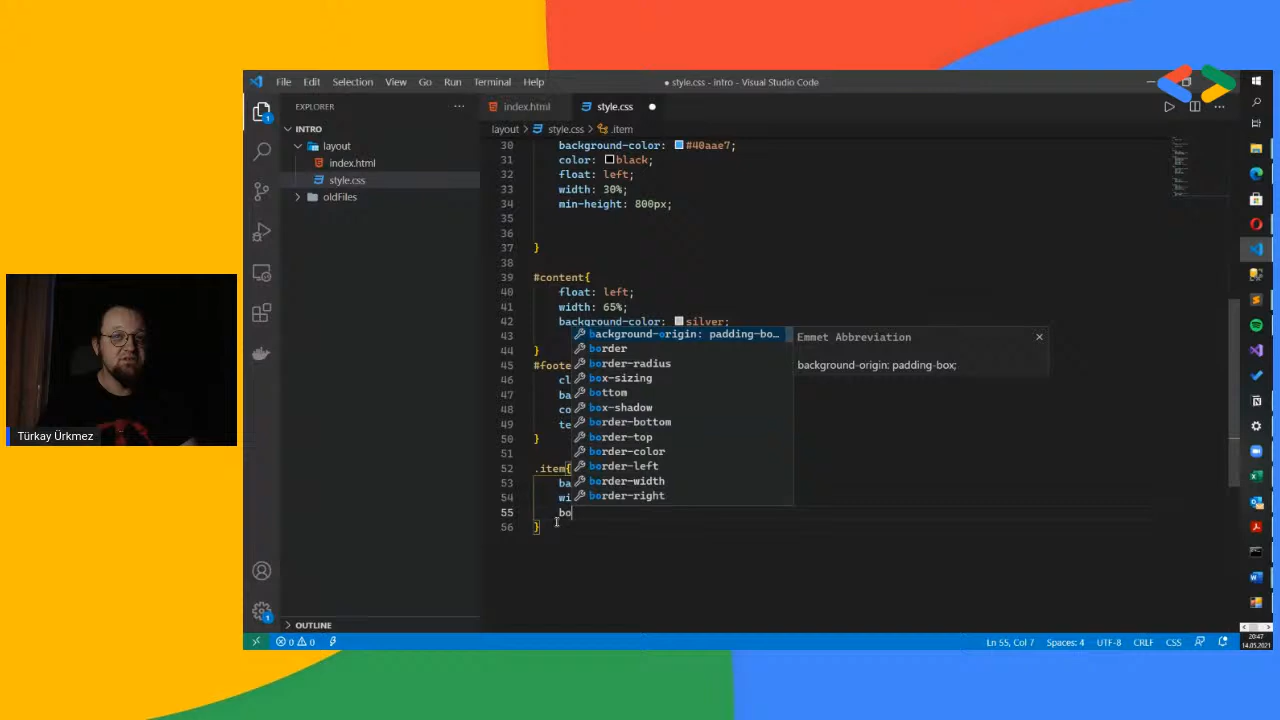 File Edit Selection View Go Run Terminal Help
● style.css - intro - Visual Studio Code
EXPLORER
INTRO
layout
index.html
style.css
oldFiles
OUTLINE
index.html
style.css
layout > style.css > .item
30 background-color: #40aae7;
31 color: black;
32 float: left;
33 width: 30%;
34 min-height: 800px;
35
36
37 }
38
39 #content{
40 float: left;
41 width: 65%;
42 background-color: silver;
43
44 }
45 #foote
46 cl
47 ba
48 co
49 te
50 }
51
52 .item{
53 ba
54 wi
55 bo
56 }
background-origin: padding-bo…
border
border-radius
box-sizing
bottom
box-shadow
border-bottom
border-top
border-color
border-left
border-width
border-right
Emmet Abbreviation
background-origin: padding-box;
Türkay Ürkmez
0 0
Ln 55, Col 7
Spaces: 4
UTF-8
CRLF
CSS
20:47
14.05.2021